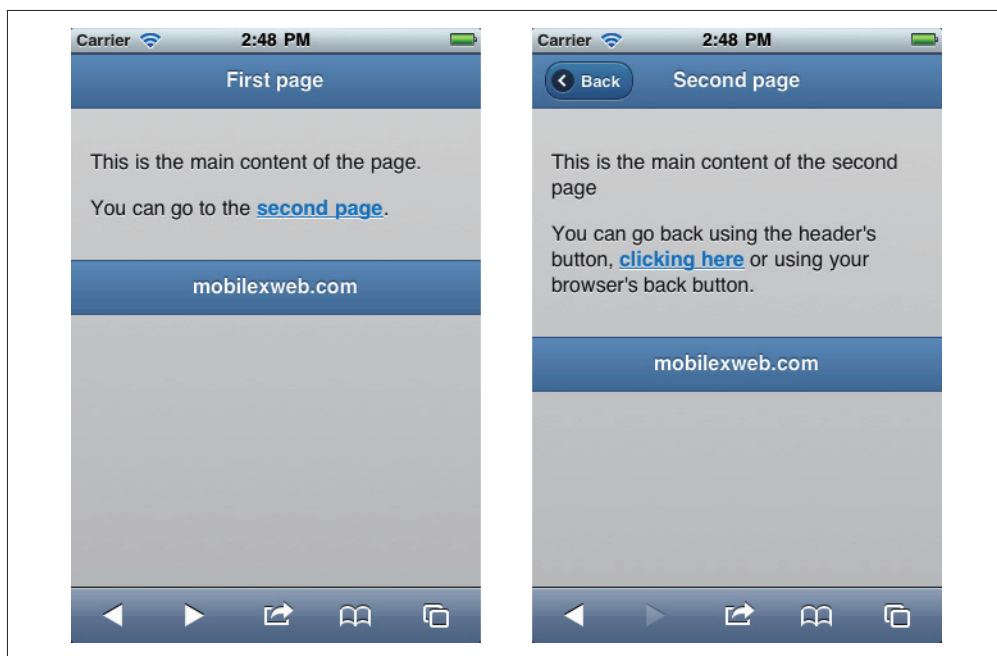 Carrier 2:48 PM
First page
This is the main content of the page.
You can go to the second page.
mobilexweb.com
Carrier 2:48 PM
Back Second page
This is the main content of the second
page
You can go back using the header's
button, clicking here or using your
browser's back button.
mobilexweb.com